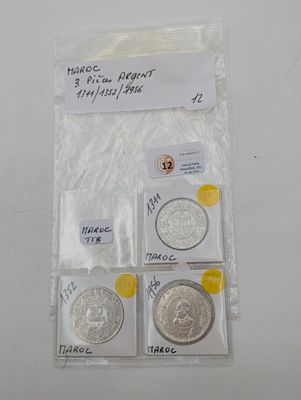 MAROC
3 Pièces ARGENT
1311/1352/1956
12
12
MAROC
TTB
1311
MAROC
1352
MAROC
1956
MAROC